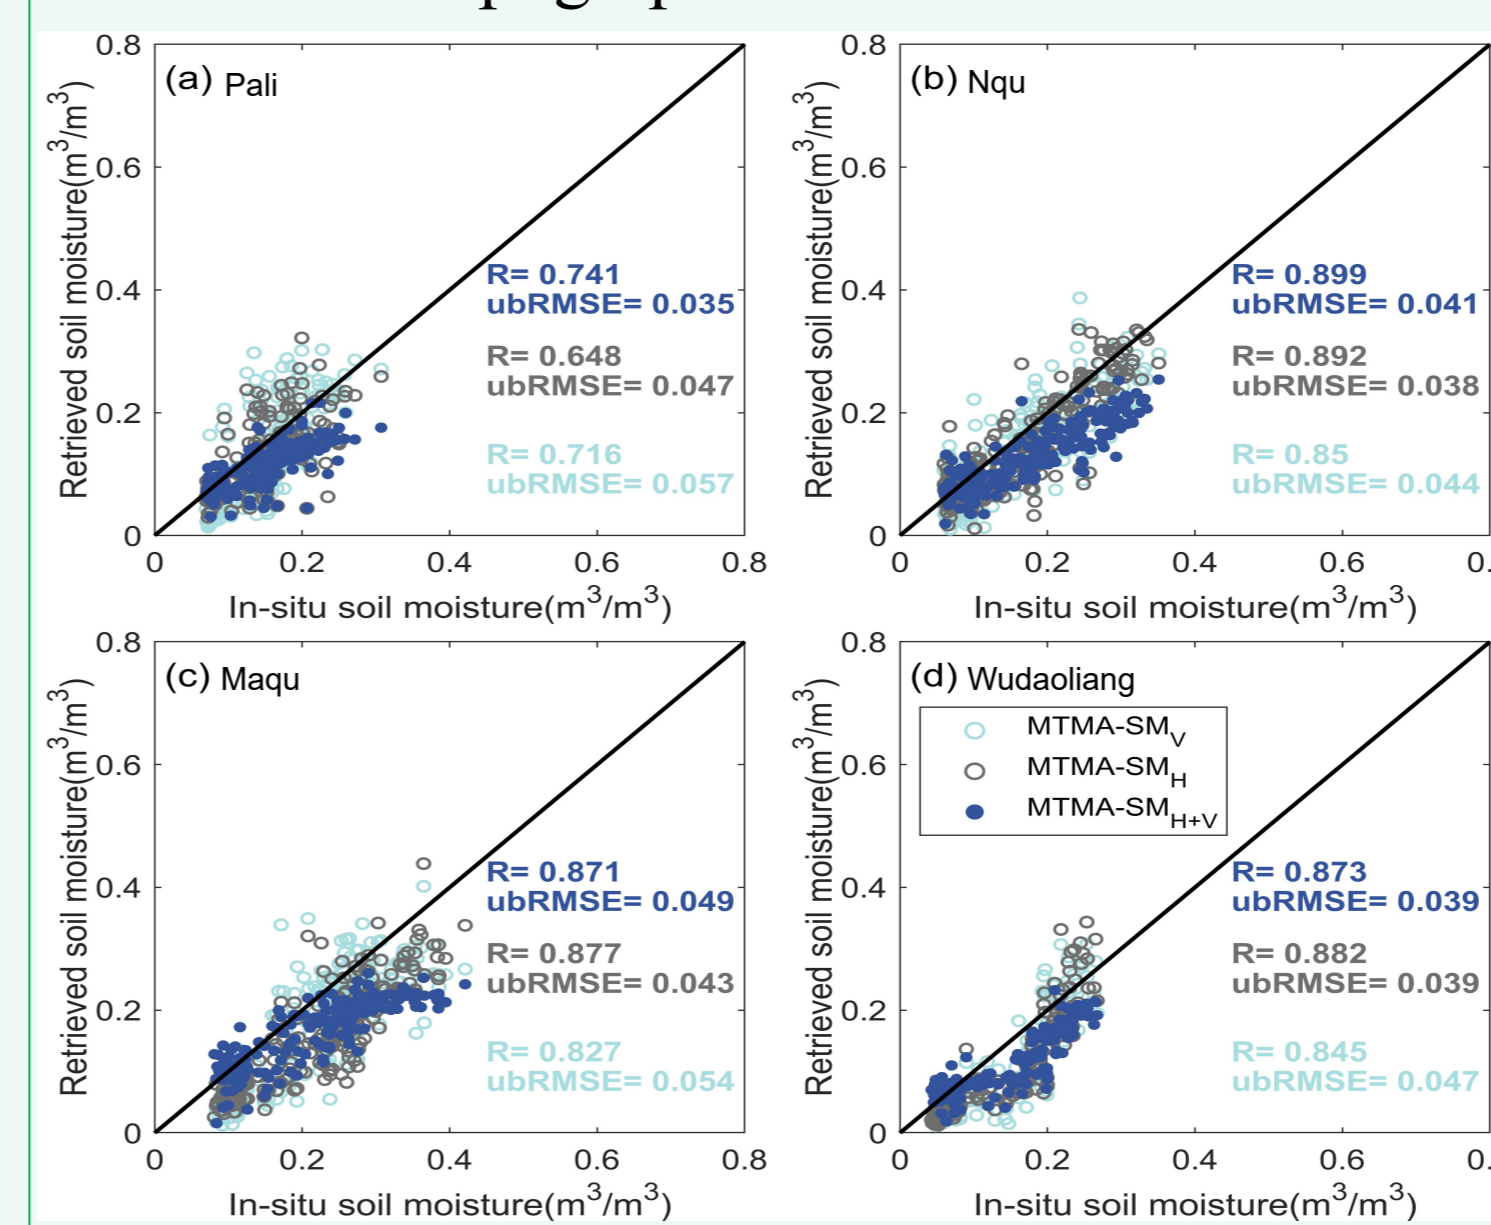 (a) Pali
Retrieved soil moisture(m³/m³)
0.8
0.6
0.4
0.2
0
R= 0.741
ubRMSE= 0.035
R= 0.648
ubRMSE= 0.047
R= 0.716
ubRMSE= 0.057
0 0.2 0.4 0.6 0.8
In-situ soil moisture(m³/m³)
(b) Nqu
Retrieved soil moisture(m³/m³)
0.8
0.6
0.4
0.2
0
R= 0.899
ubRMSE= 0.041
R= 0.892
ubRMSE= 0.038
R= 0.85
ubRMSE= 0.044
0 0.2 0.4 0.6 0.
In-situ soil moisture(m³/m³)
(c) Maqu
Retrieved soil moisture(m³/m³)
0.8
0.6
0.4
0.2
0
R= 0.871
ubRMSE= 0.049
R= 0.877
ubRMSE= 0.043
R= 0.827
ubRMSE= 0.054
0 0.2 0.4 0.6 0.8
In-situ soil moisture(m³/m³)
(d) Wudaoliang
Retrieved soil moisture(m³/m³)
0.8
0.6
0.4
0.2
0
MTMA-SM_V
MTMA-SM_H
MTMA-SM_H+V
R= 0.873
ubRMSE= 0.039
R= 0.882
ubRMSE= 0.039
R= 0.845
ubRMSE= 0.047
0 0.2 0.4 0.6 0.
In-situ soil moisture(m³/m³)